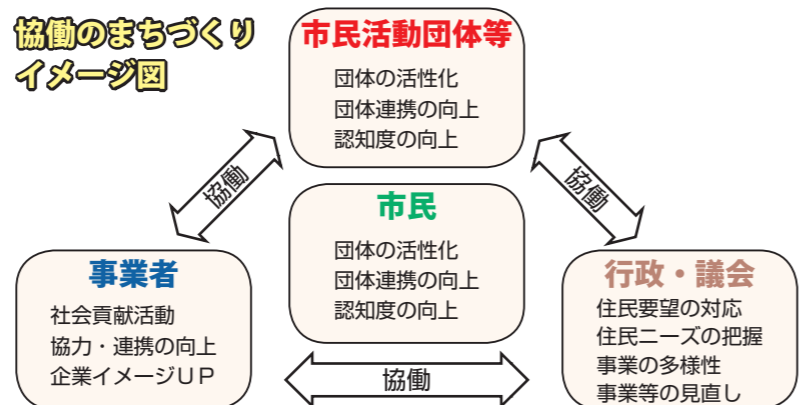 協働のまちづくり
イメージ図
市民活動団体等
団体の活性化
団体連携の向上
認知度の向上
協働
協働
市民
団体の活性化
団体連携の向上
認知度の向上
事業者
社会貢献活動
協力・連携の向上
企業イメージUP
行政・議会
住民要望の対応
住民ニーズの把握
事業の多様性
事業等の見直し
協働